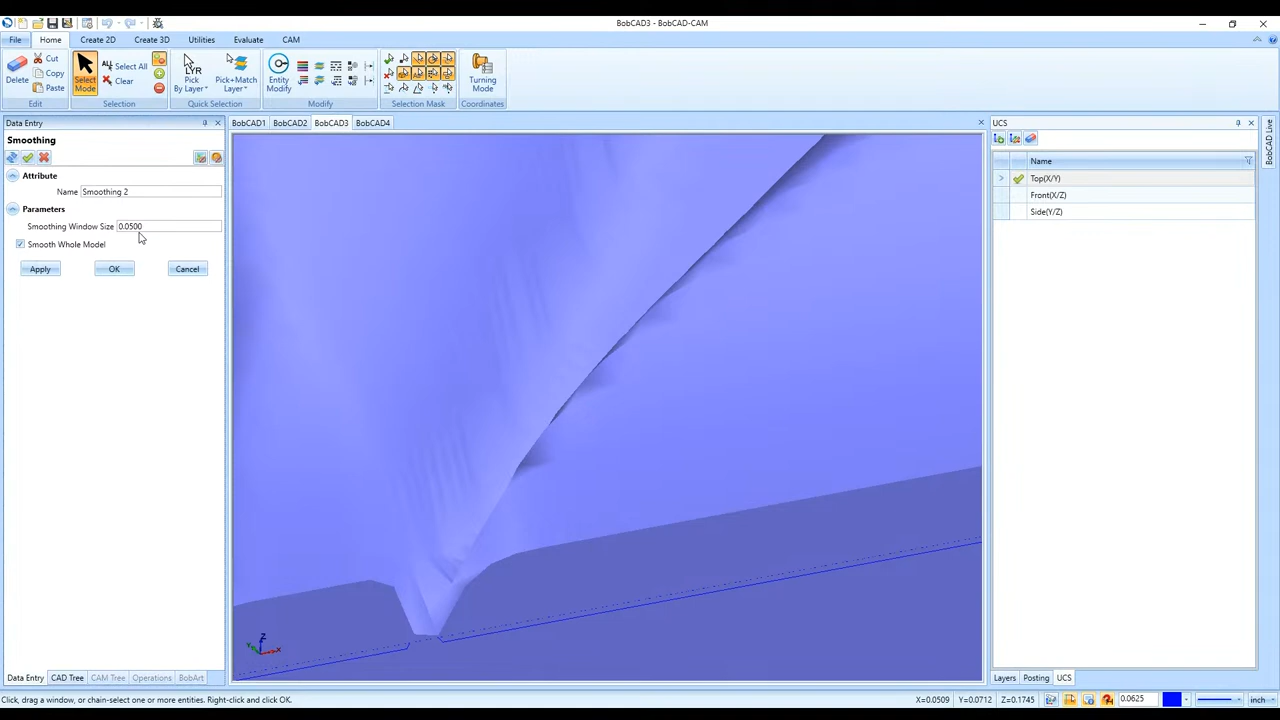 BobCAD3 - BobCAD-CAM
File Home Create 2D Create 3D Utilities Evaluate CAM
Delete Cut Copy Paste Edit
Select Mode Select All Clear Selection
LYR Pick By Layer Pick+Match Layer Quick Selection
Entity Modify Modify
Selection Mask
Turning Mode Coordinates
Data Entry
BobCAD1 BobCAD2 BobCAD3 BobCAD4
UCS
Smoothing
Attribute
Name Smoothing 2
Parameters
Smoothing Window Size 0.0500
Smooth Whole Model
Apply OK Cancel
Name
Top(X/Y)
Front(X/Z)
Side(Y/Z)
BobCAD Live
Z
Y X
Data Entry CAD Tree CAM Tree Operations BobArt
Layers Posting UCS
Click, drag a window, or chain-select one or more entities. Right-click and click OK.
X=0.0509 Y=0.0712 Z=0.1745 0.0625 inch